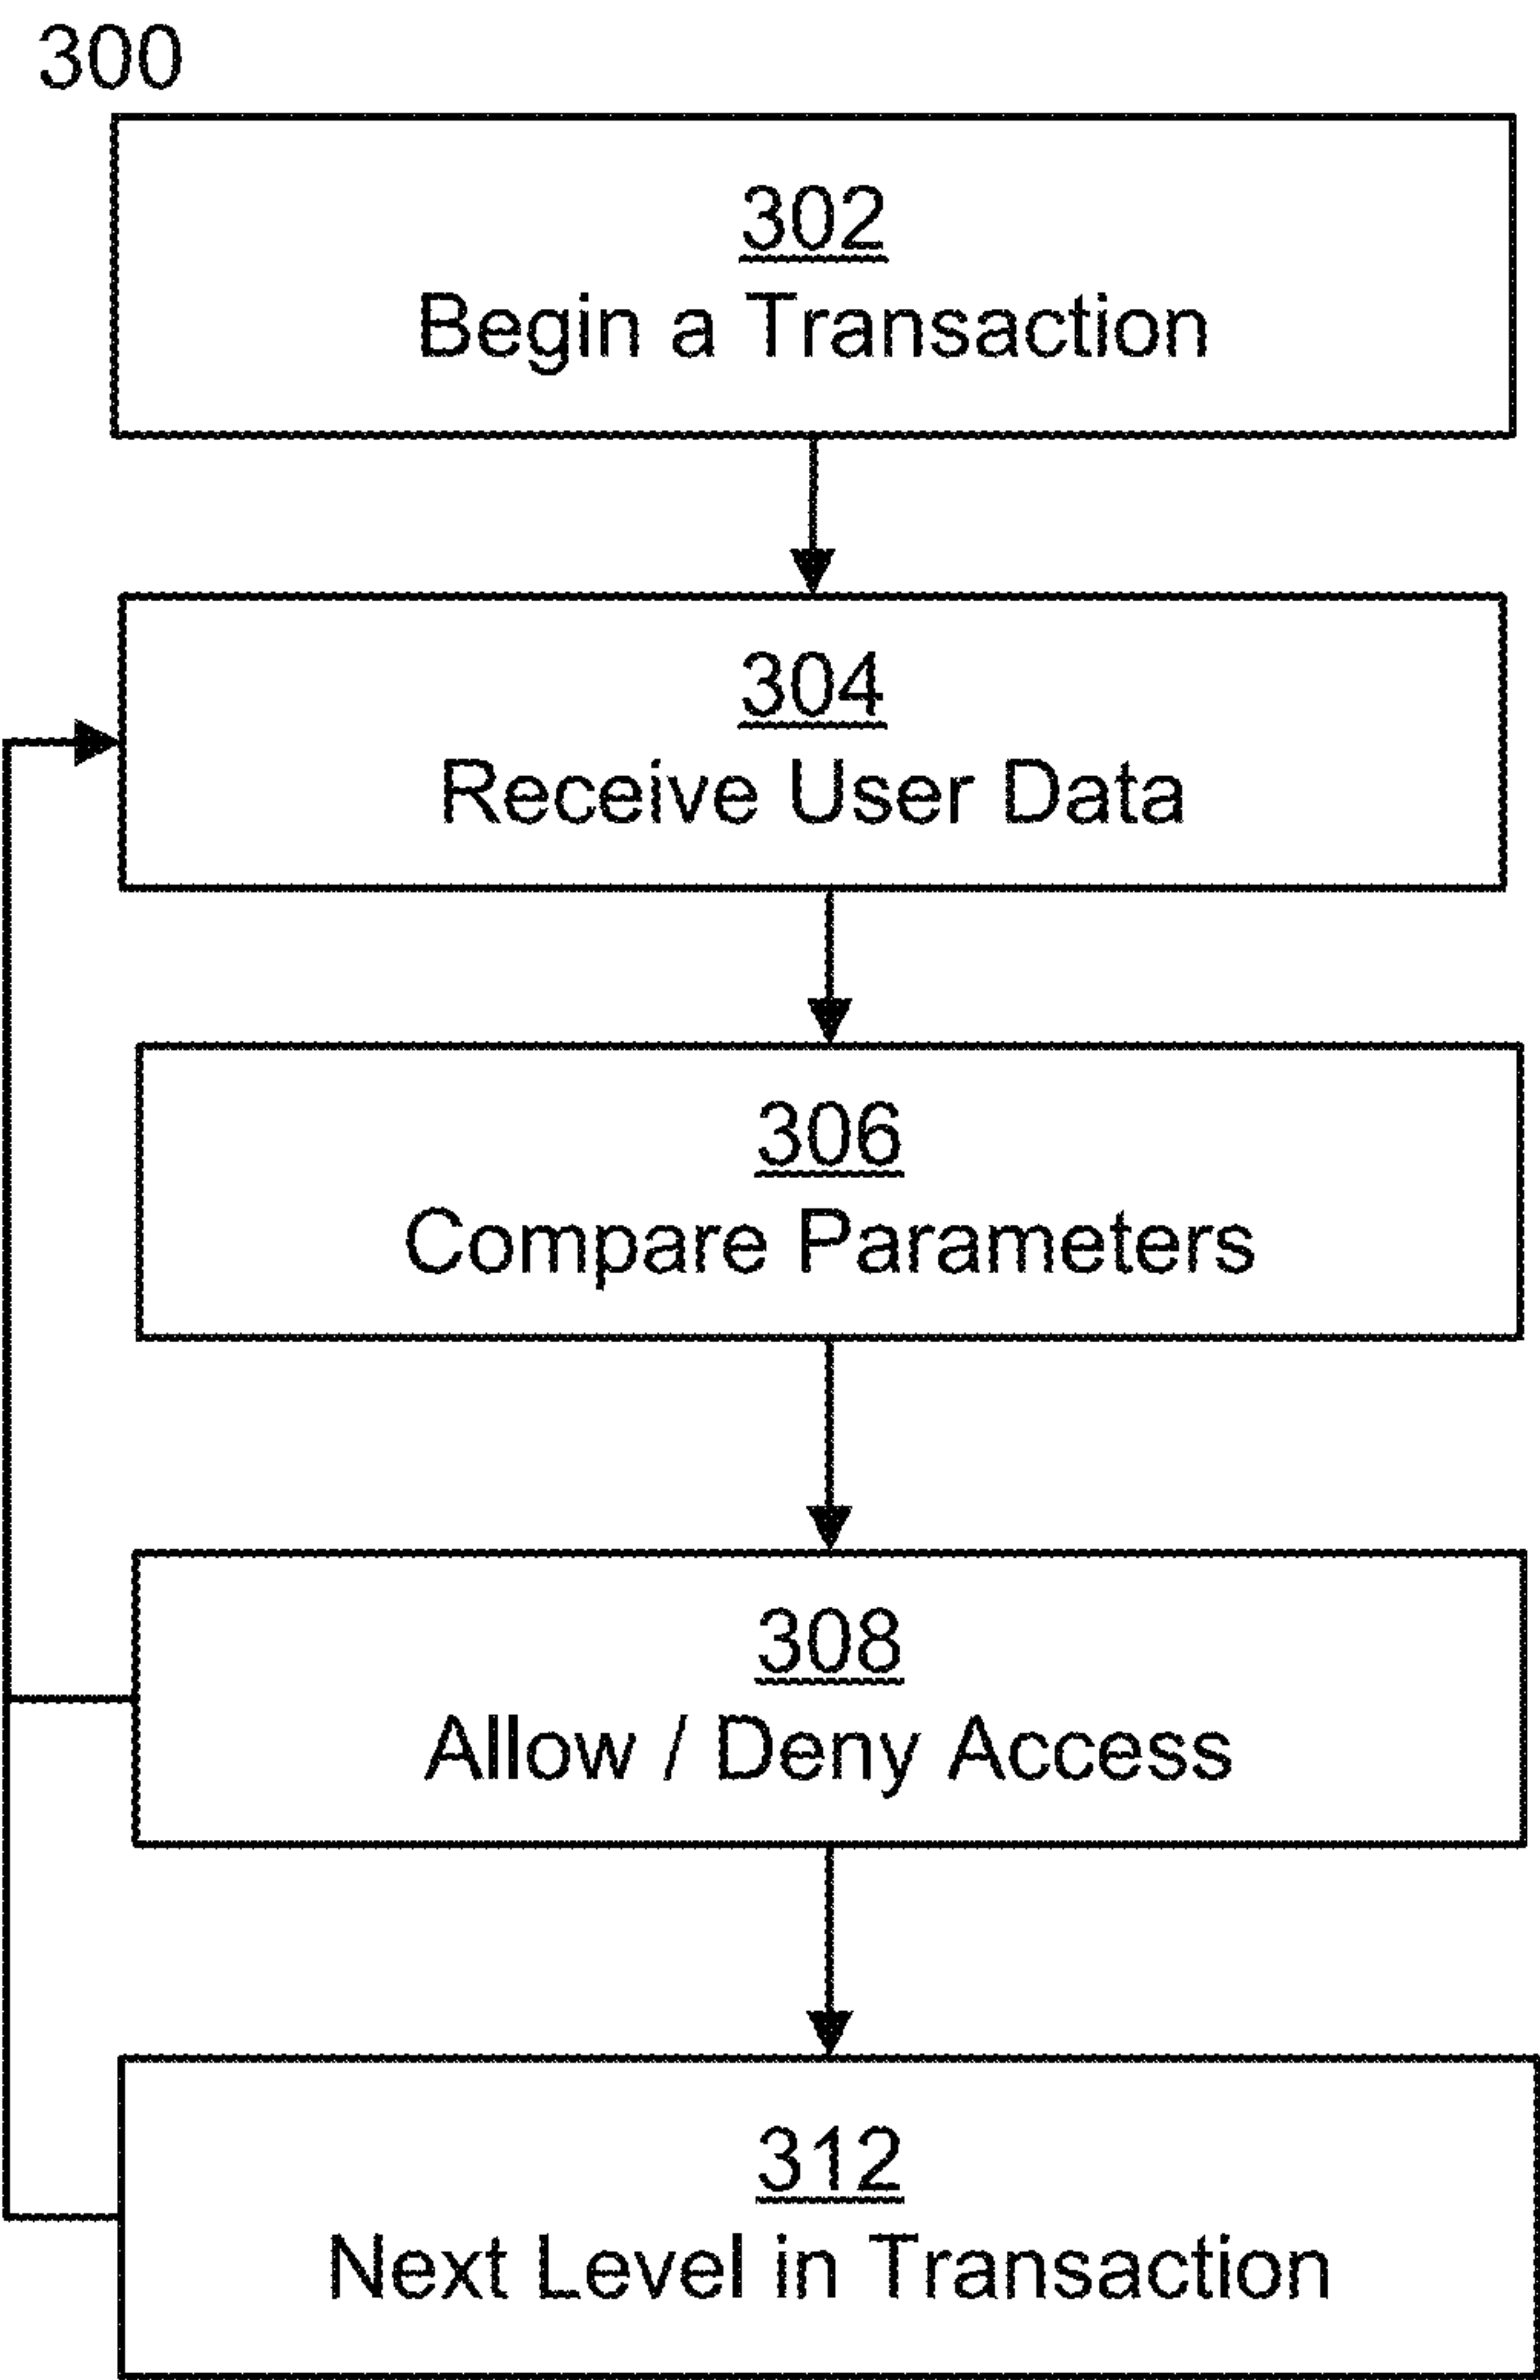 300
302
Begin a Transaction
304
Receive User Data
306
Compare Parameters
308
Allow / Deny Access
312
Next Level in Transaction